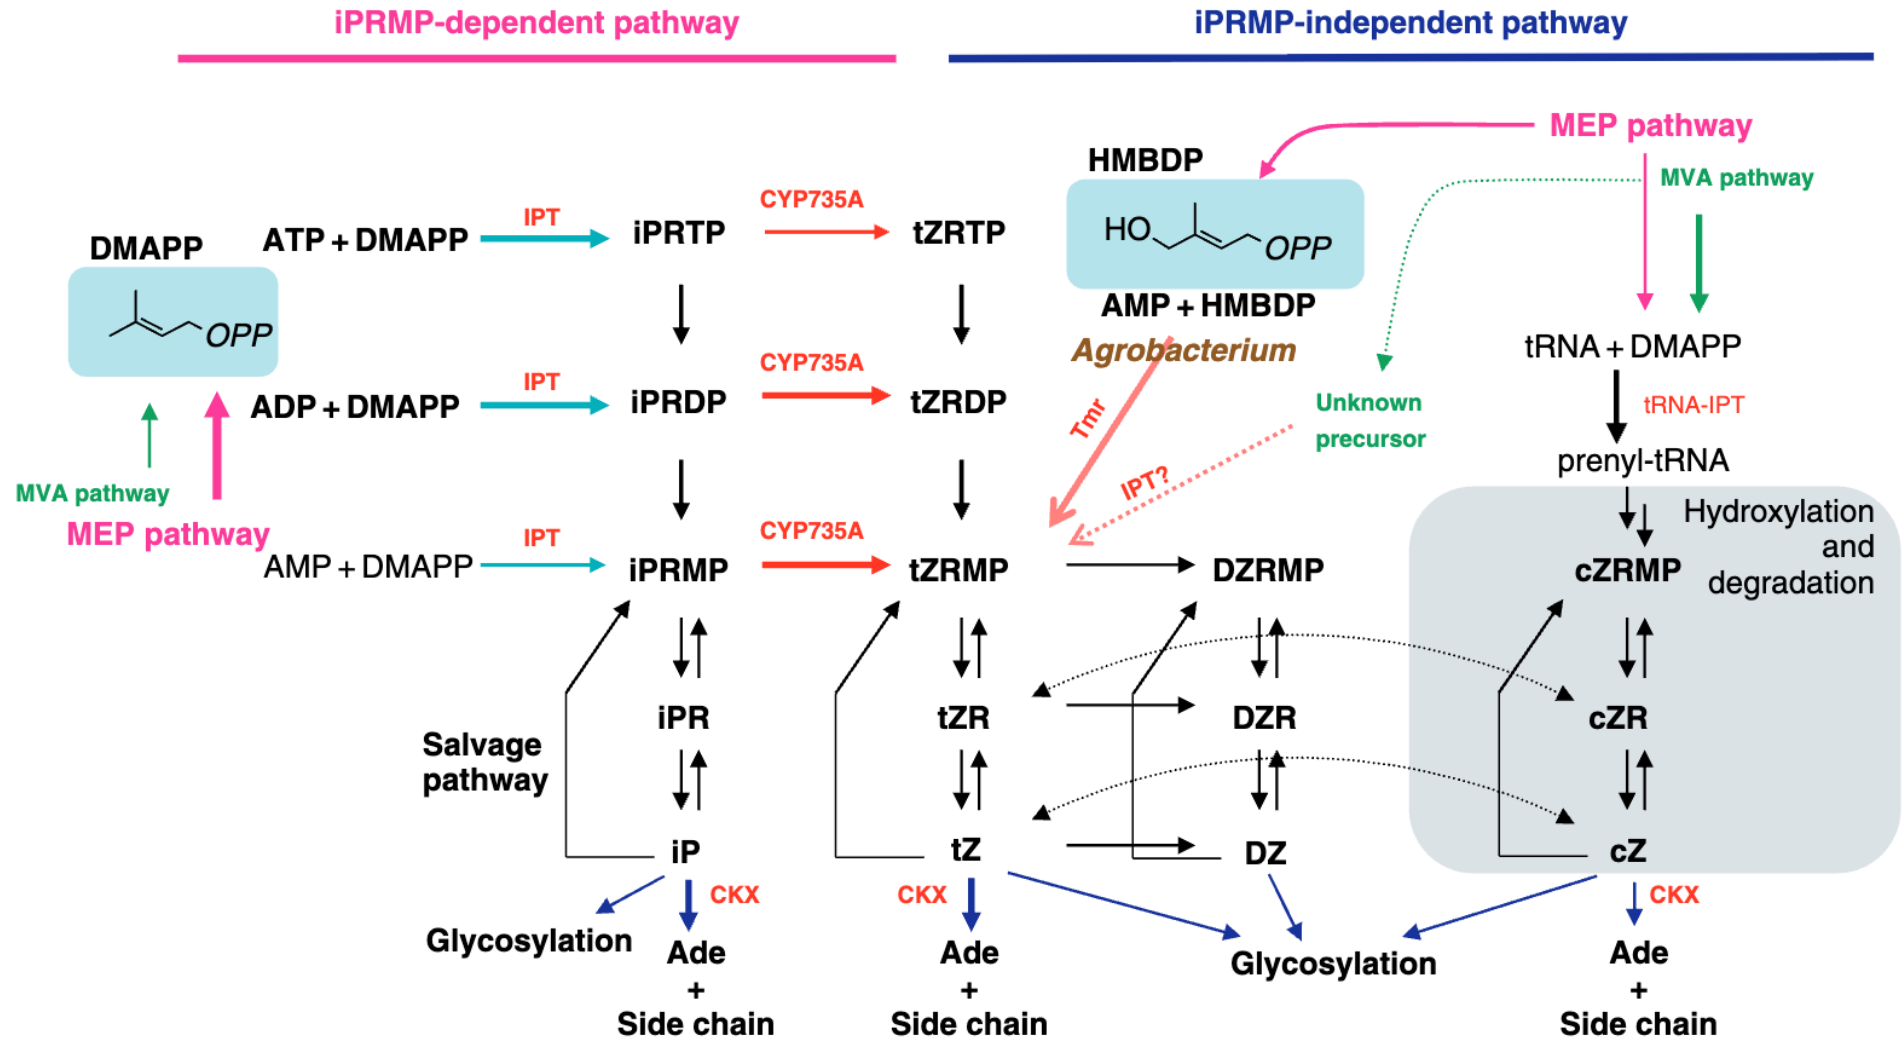 iPRMP-dependent pathway
iPRMP-independent pathway
MEP pathway
HMBDP
MVA pathway
CYP735A
IPT
DMAPP
ATP + DMAPP
iPRTP
tZRTP
HO
OPP
OPP
AMP + HMBDP
Agrobacterium
tRNA + DMAPP
CYP735A
IPT
ADP + DMAPP
iPRDP
tZRDP
Tmr
Unknown
precursor
tRNA-IPT
prenyl-tRNA
MVA pathway
MEP pathway
IPT?
Hydroxylation
and
degradation
CYP735A
IPT
AMP + DMAPP
iPRMP
tZRMP
DZRMP
cZRMP
iPR
tZR
DZR
cZR
Salvage
pathway
iP
tZ
DZ
cZ
CKX
CKX
CKX
Glycosylation
Ade
+
Side chain
Ade
+
Side chain
Glycosylation
Ade
+
Side chain